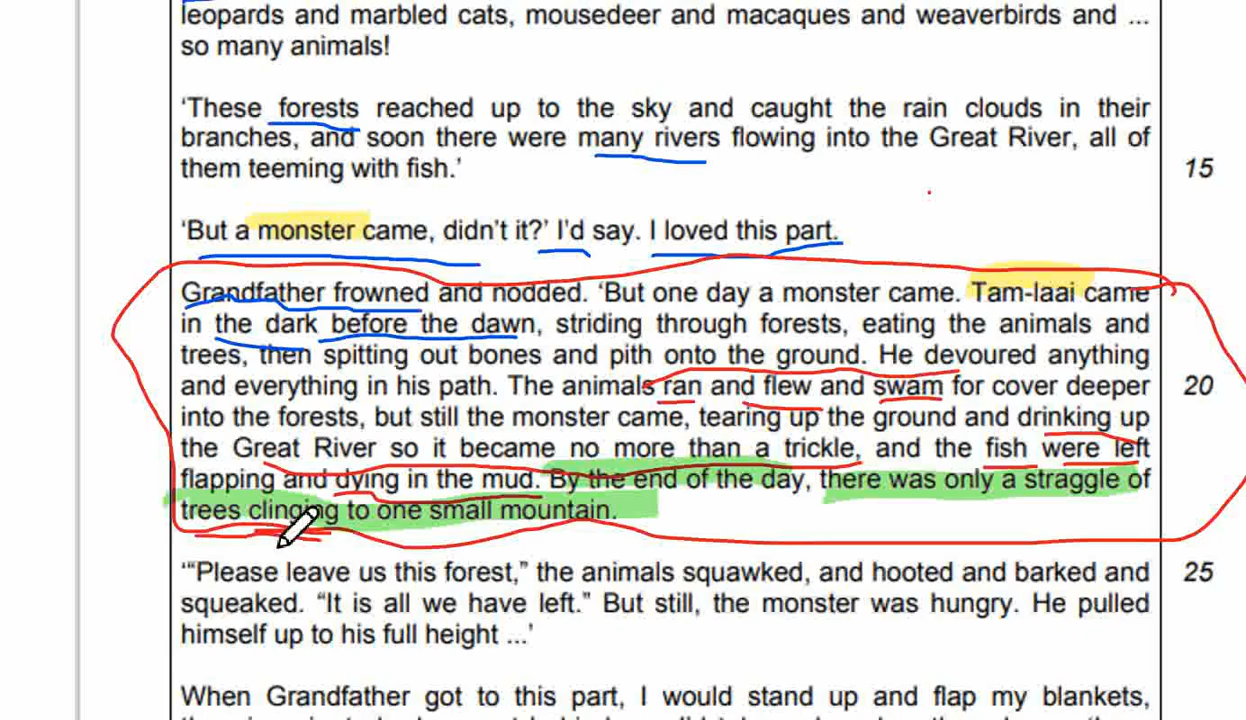 leopards and marbled cats, mousedeer and macaques and weaverbirds and ...
so many animals!
‘These forests reached up to the sky and caught the rain clouds in their
branches, and soon there were many rivers flowing into the Great River, all of
them teeming with fish.’
15
‘But a monster came, didn’t it?’ I’d say. I loved this part.
Grandfather frowned and nodded. ‘But one day a monster came. Tam-laai came
in the dark before the dawn, striding through forests, eating the animals and
trees, then spitting out bones and pith onto the ground. He devoured anything
and everything in his path. The animals ran and flew and swam for cover deeper
20
into the forests, but still the monster came, tearing up the ground and drinking up
the Great River so it became no more than a trickle, and the fish were left
flapping and dying in the mud. By the end of the day, there was only a straggle of
trees clinging to one small mountain.
‘“Please leave us this forest,” the animals squawked, and hooted and barked and
25
squeaked. “It is all we have left.” But still, the monster was hungry. He pulled
himself up to his full height ...’
When Grandfather got to this part, I would stand up and flap my blankets,